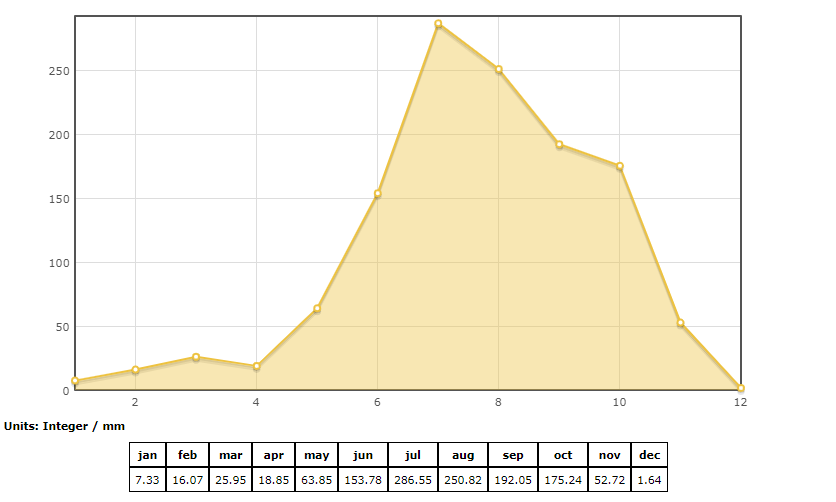 250
200
150
100
50
0
2 4 6 8 10 12
Units: Integer / mm
jan feb mar apr may jun jul aug sep oct nov dec
7.33 16.07 25.95 18.85 63.85 153.78 286.55 250.82 192.05 175.24 52.72 1.64